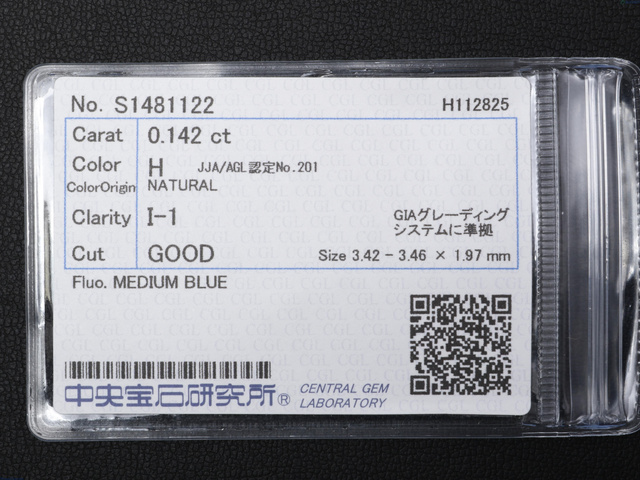 No. S1481122 H112825
Carat 0.142 ct
Color H JJA/AGL認定No.201
ColorOrigin NATURAL
Clarity I-1 GIAグレーディング
システムに準拠
Cut GOOD Size 3.42 - 3.46 × 1.97 mm
Fluo. MEDIUM BLUE
中央宝石研究所® CENTRAL GEM
LABORATORY